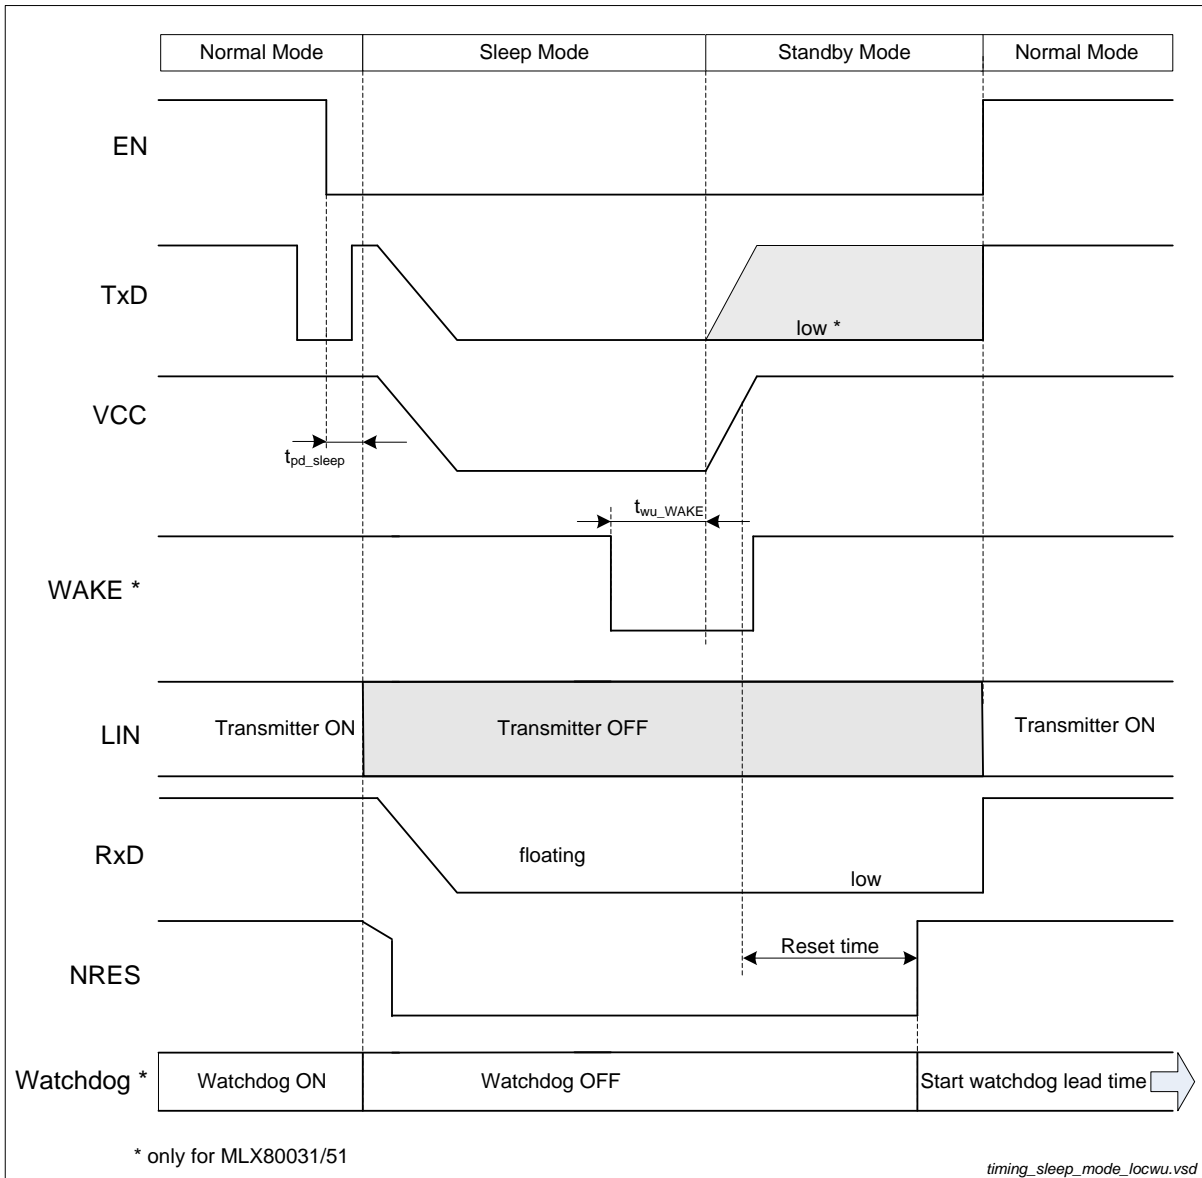 Normal Mode Sleep Mode Standby Mode Normal Mode
EN
TxD
low *
VCC
tpd_sleep
twu_WAKE
WAKE *
LIN Transmitter ON Transmitter OFF Transmitter ON
RxD floating
low
NRES Reset time
Watchdog * Watchdog ON Watchdog OFF Start watchdog lead time
* only for MLX80031/51
timing_sleep_mode_locwu.vsd